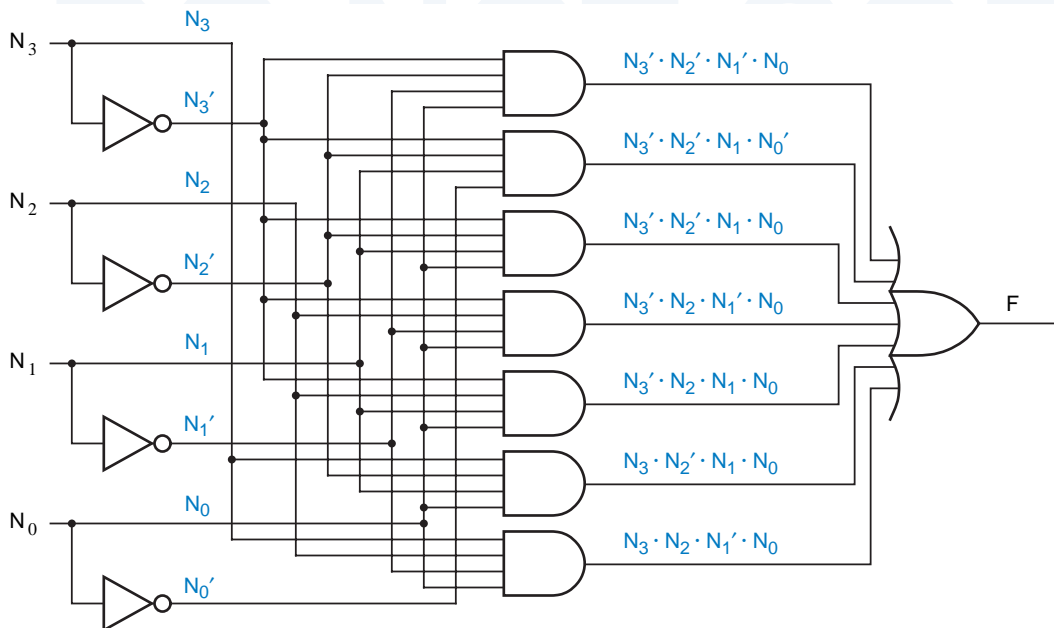 N₃
N₃
N₃′
N₃′ · N₂′ · N₁′ · N₀
N₃′ · N₂′ · N₁ · N₀′
N₂
N₂
N₂′
N₃′ · N₂′ · N₁ · N₀
N₃′ · N₂ · N₁′ · N₀
F
N₁
N₁
N₁′
N₃′ · N₂ · N₁ · N₀
N₃ · N₂′ · N₁ · N₀
N₀
N₀
N₀′
N₃ · N₂ · N₁′ · N₀